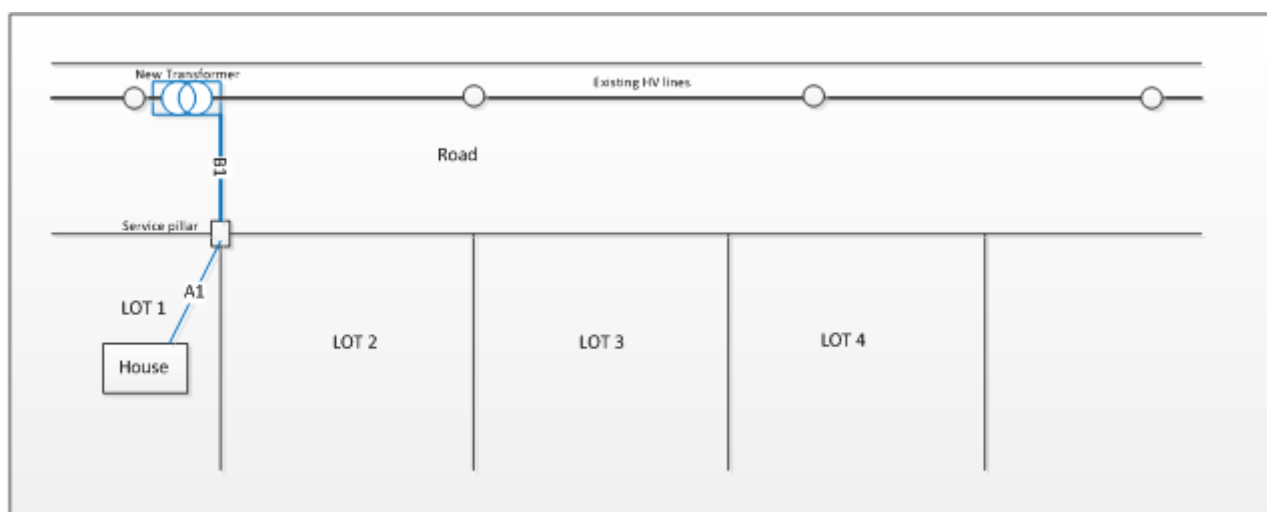 New Transformer
Existing HV lines
B1
Road
Service pillar
A1
LOT 1
LOT 2
LOT 3
LOT 4
House